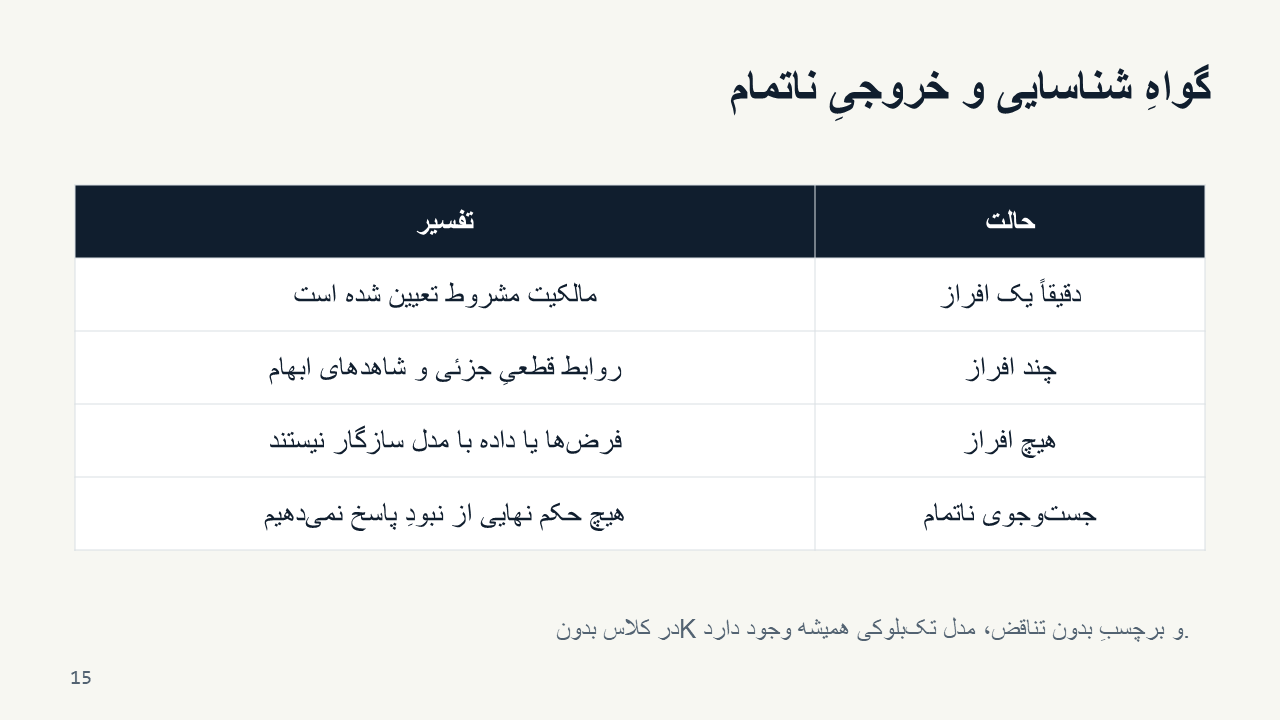 گواهِ شناسایی و خروجیِ ناتمام
حالت	تفسیر
دقیقاً یک افراز	مالکیت مشروط تعیین شده است
چند افراز	روابط قطعیِ جزئی و شاهدهای ابهام
هیچ افراز	فرض‌ها یا داده با مدل سازگار نیستند
جست‌وجوی ناتمام	هیچ حکم نهایی از نبودِ پاسخ نمی‌دهیم
در کلاس بدون K و برچسبِ بدون تناقض، مدل تک‌بلوکی همیشه وجود دارد.
15